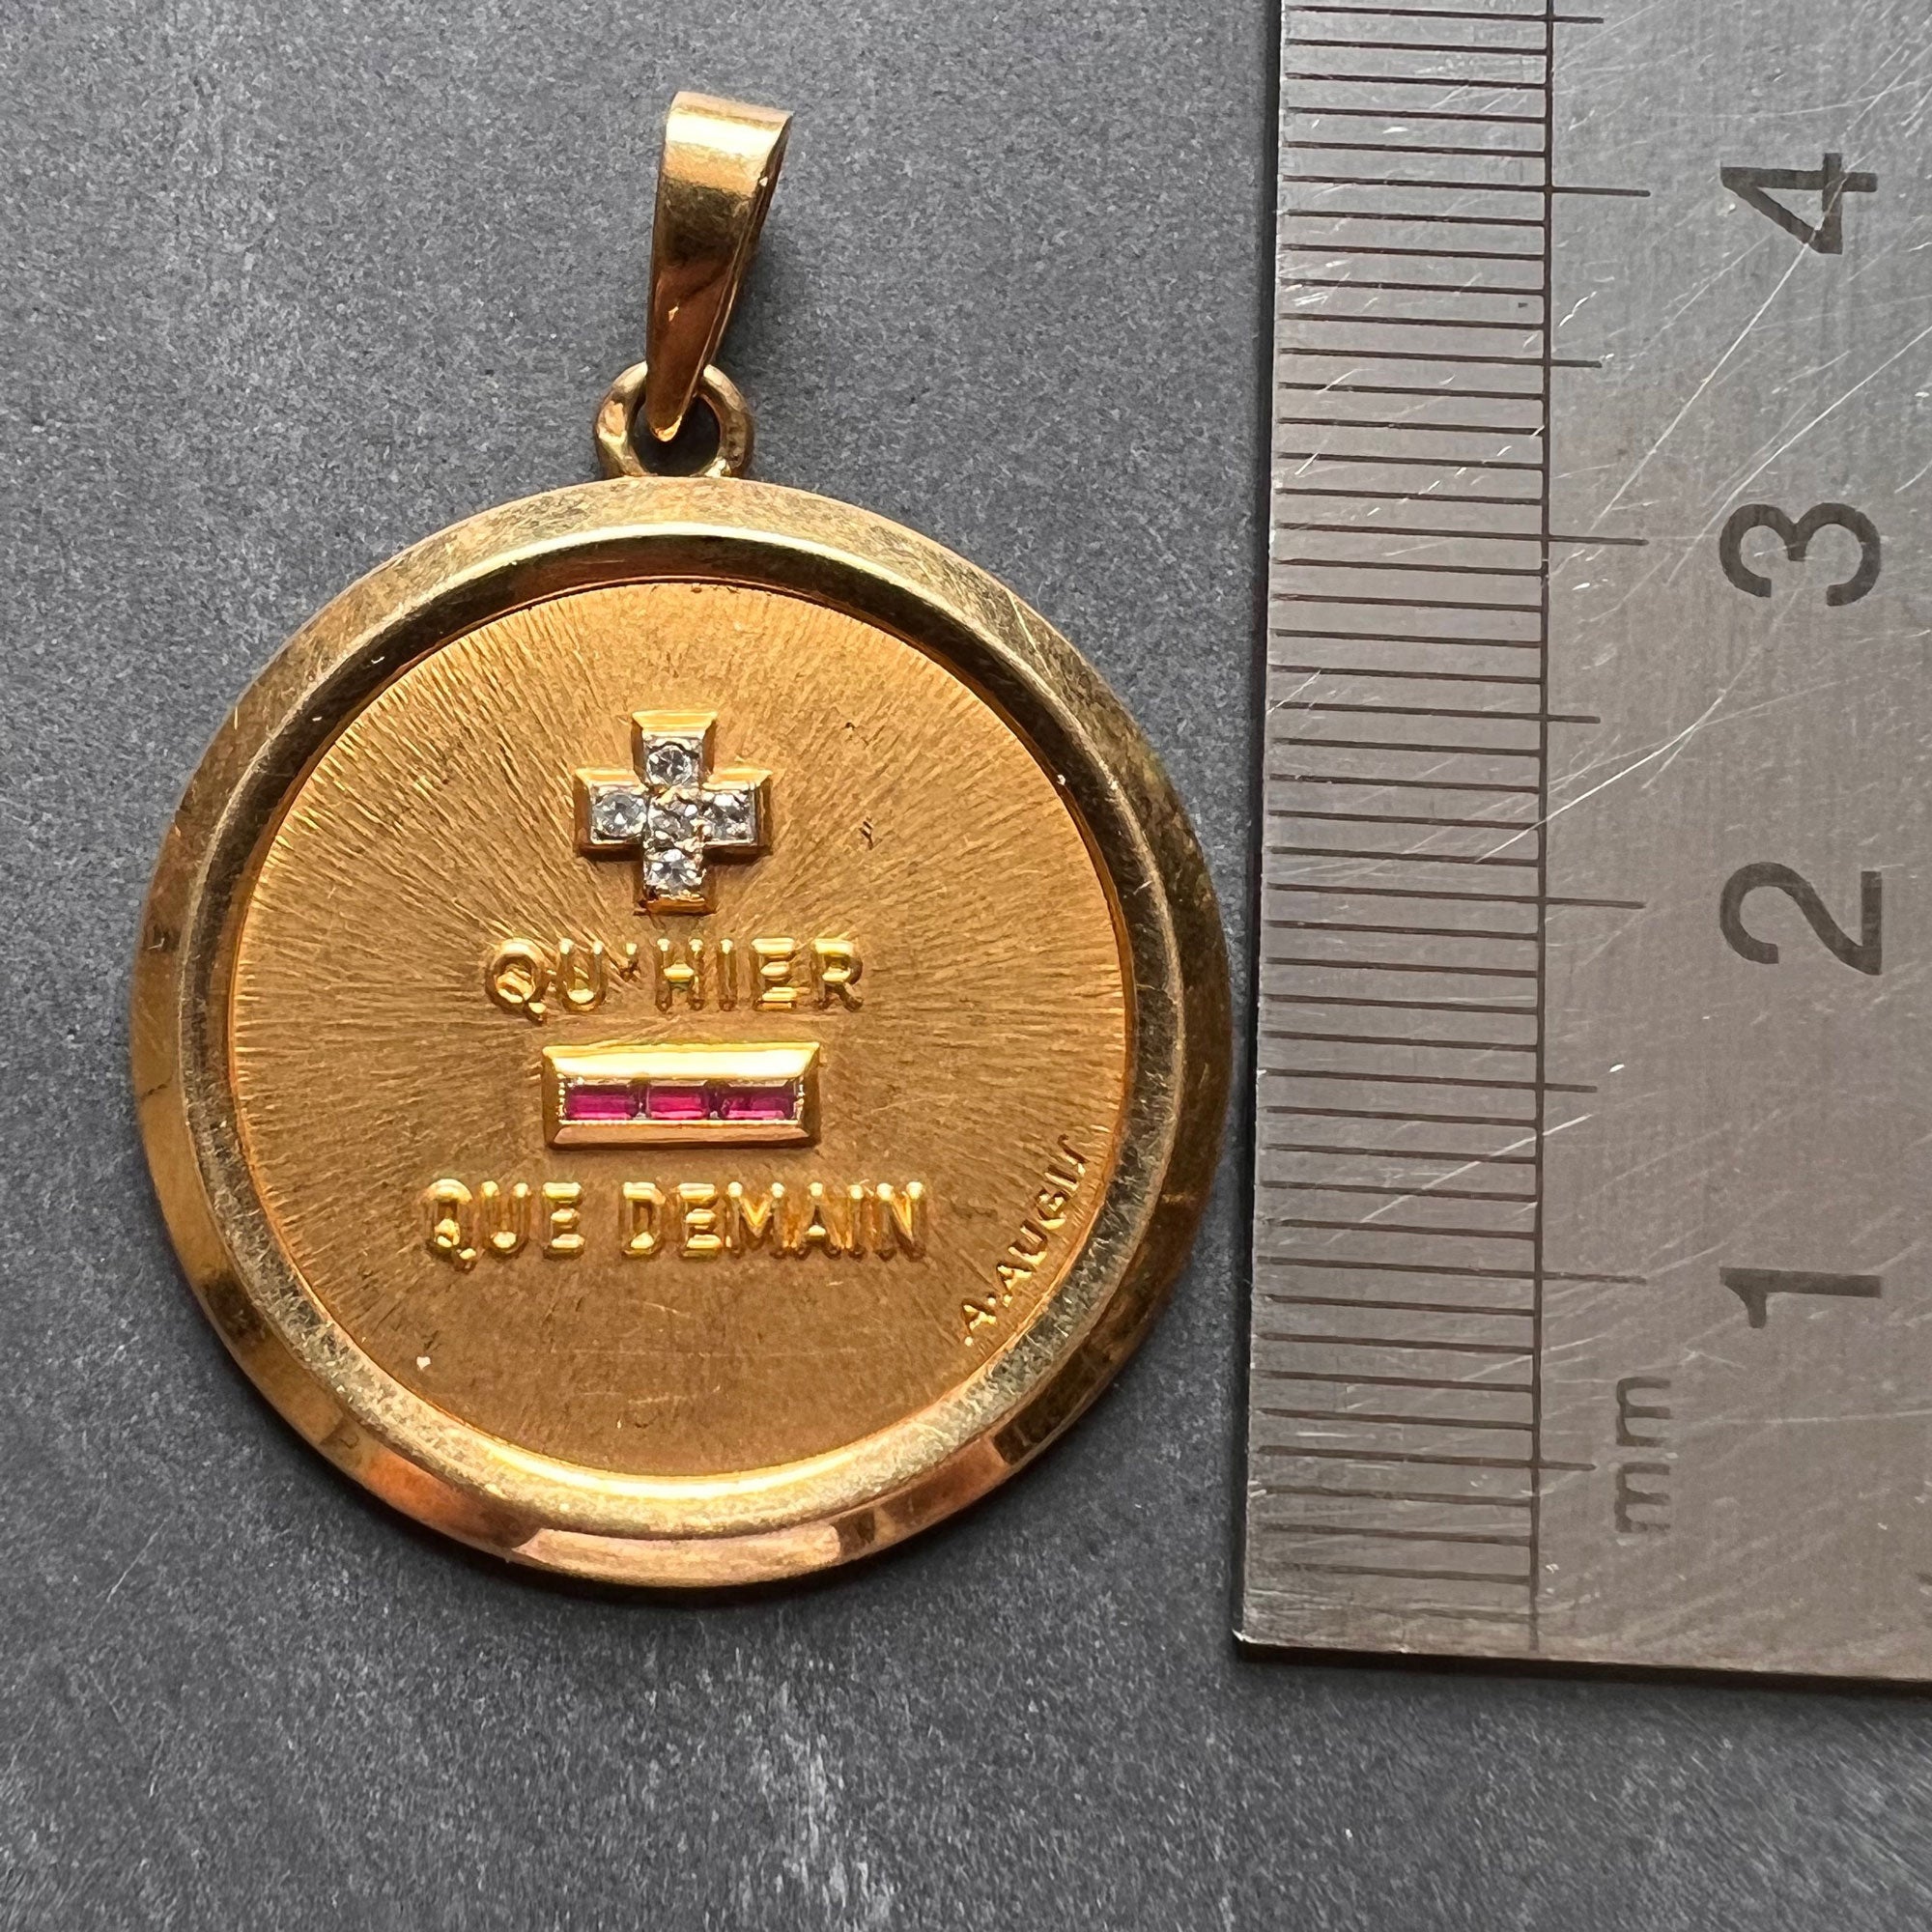 QU'HIER
QUE DEMAIN
A. AUGIS
4
3
2
1
mm